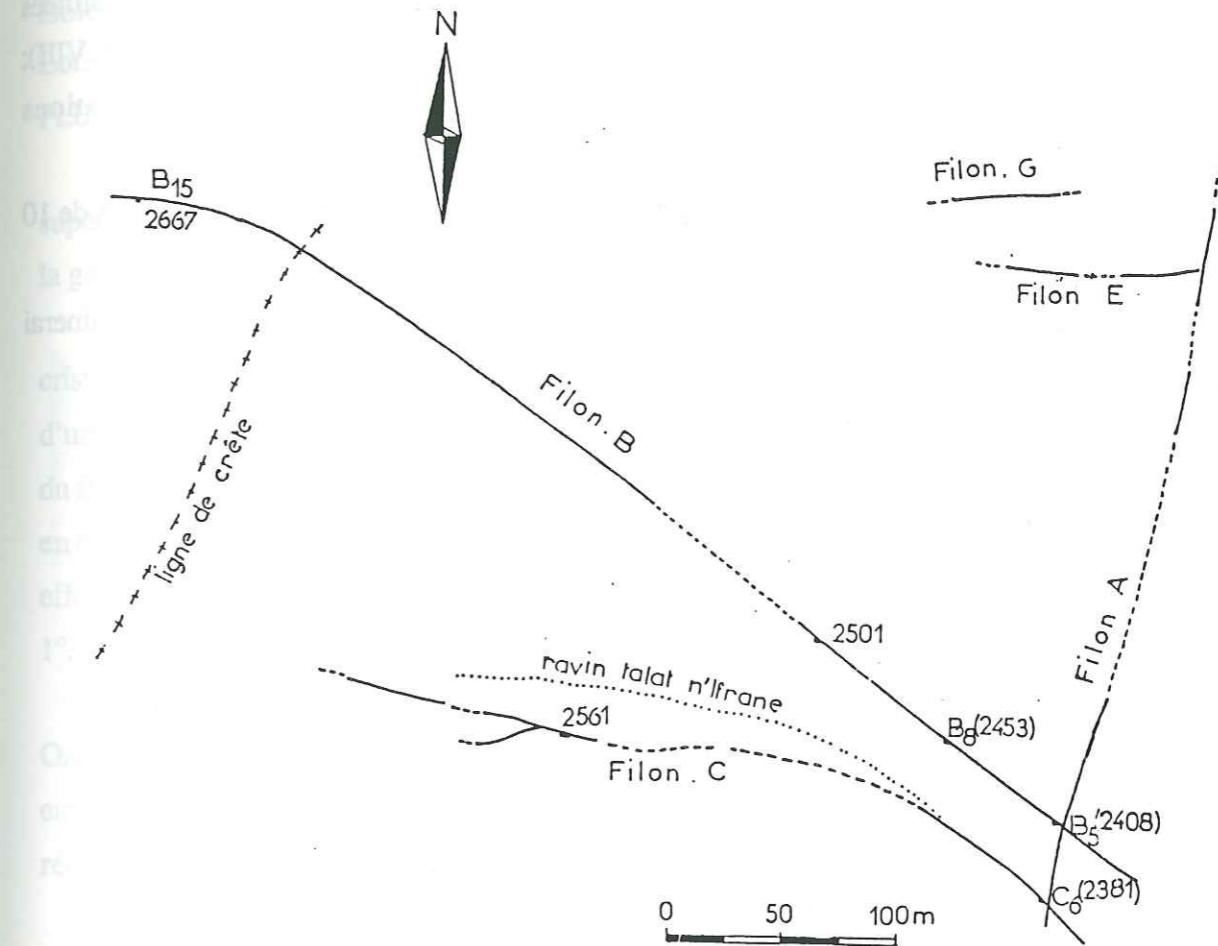 N
Filon. G
B15
2667
Filon E
Filon. B
ligne de crête
Filon A
2501
ravin talat n'Ifrane
2561
B8(2453)
Filon. C
B5(2408)
C6(2381)
0 50 100m